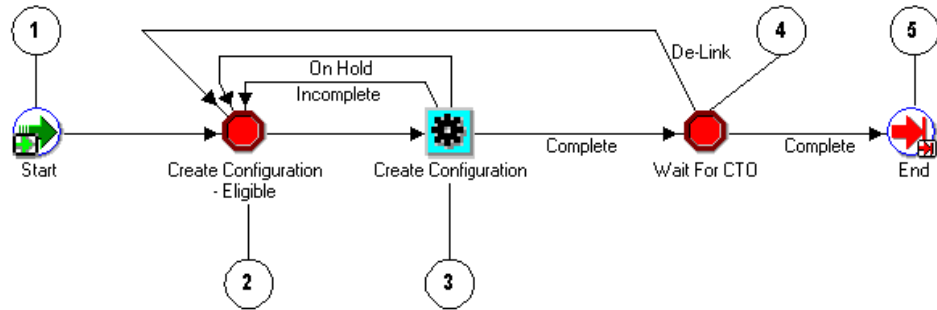 1
4
5
De-Link
On Hold
Incomplete
Start
Create Configuration
- Eligible
Create Configuration
Complete
Wait For CTO
Complete
End
2
3